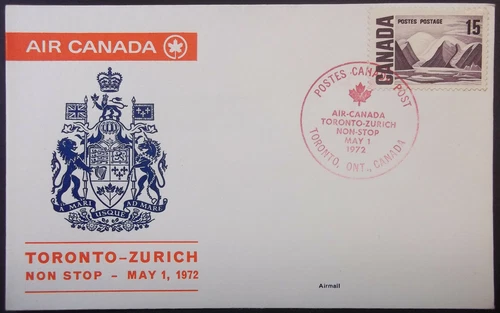 AIR CANADA
A MARI USQUE AD MARE
TORONTO-ZURICH
NON STOP - MAY 1, 1972
POSTES CANADA POST
AIR-CANADA
TORONTO-ZURICH
NON-STOP
MAY 1
1972
TORONTO, ONT., CANADA
CANADA
POSTES POSTAGE
15
Airmail